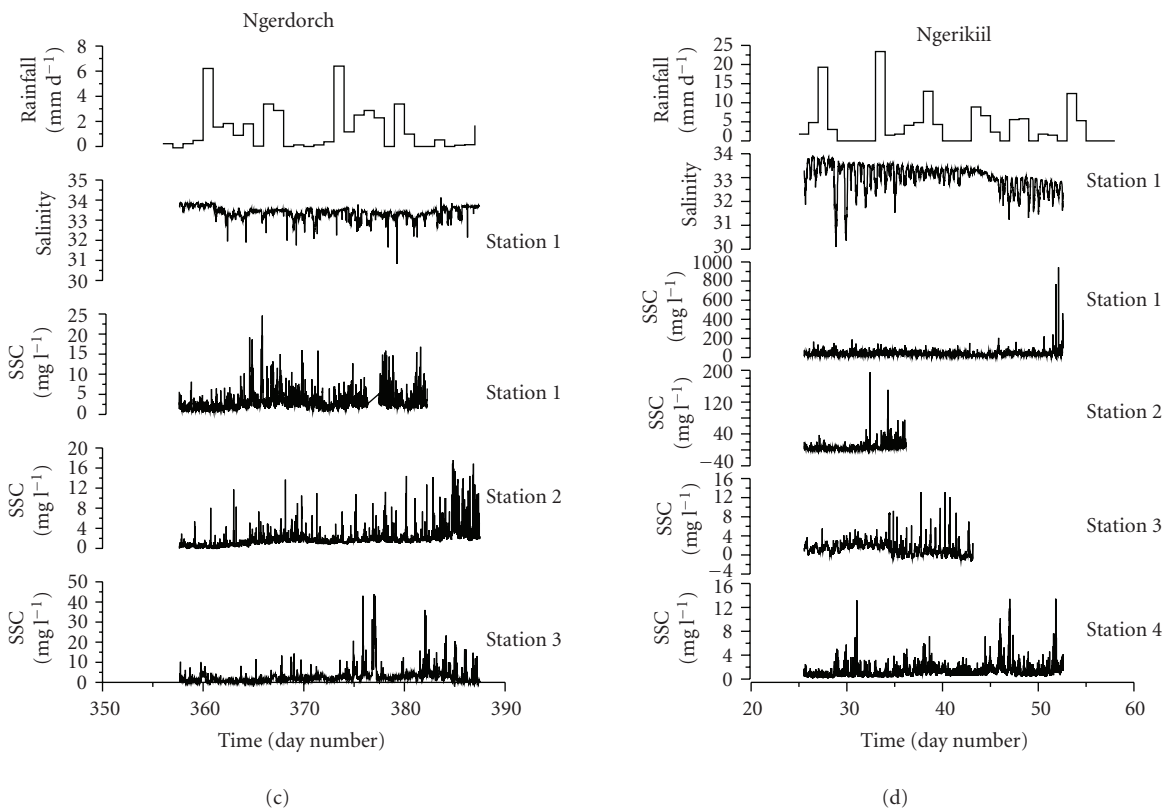 Ngerdorch
Rainfall
(mm d−1)
8
6
4
2
0
Salinity
35
34
33
32
31
30
Station 1
SSC
(mg l−1)
25
20
15
10
5
0
Station 1
SSC
(mg l−1)
20
16
12
8
4
0
Station 2
SSC
(mg l−1)
50
40
30
20
10
0
Station 3
350 360 370 380 390
Time (day number)
(c)
Ngerikiil
Rainfall
(mm d−1)
25
20
15
10
5
0
Salinity
34
33
32
31
30
Station 1
SSC
(mg l−1)
1000
800
600
400
200
0
Station 1
SSC
(mg l−1)
200
160
120
80
40
−40
Station 2
SSC
(mg l−1)
16
12
8
4
0
−4
Station 3
SSC
(mg l−1)
16
12
8
4
0
Station 4
20 30 40 50 60
Time (day number)
(d)